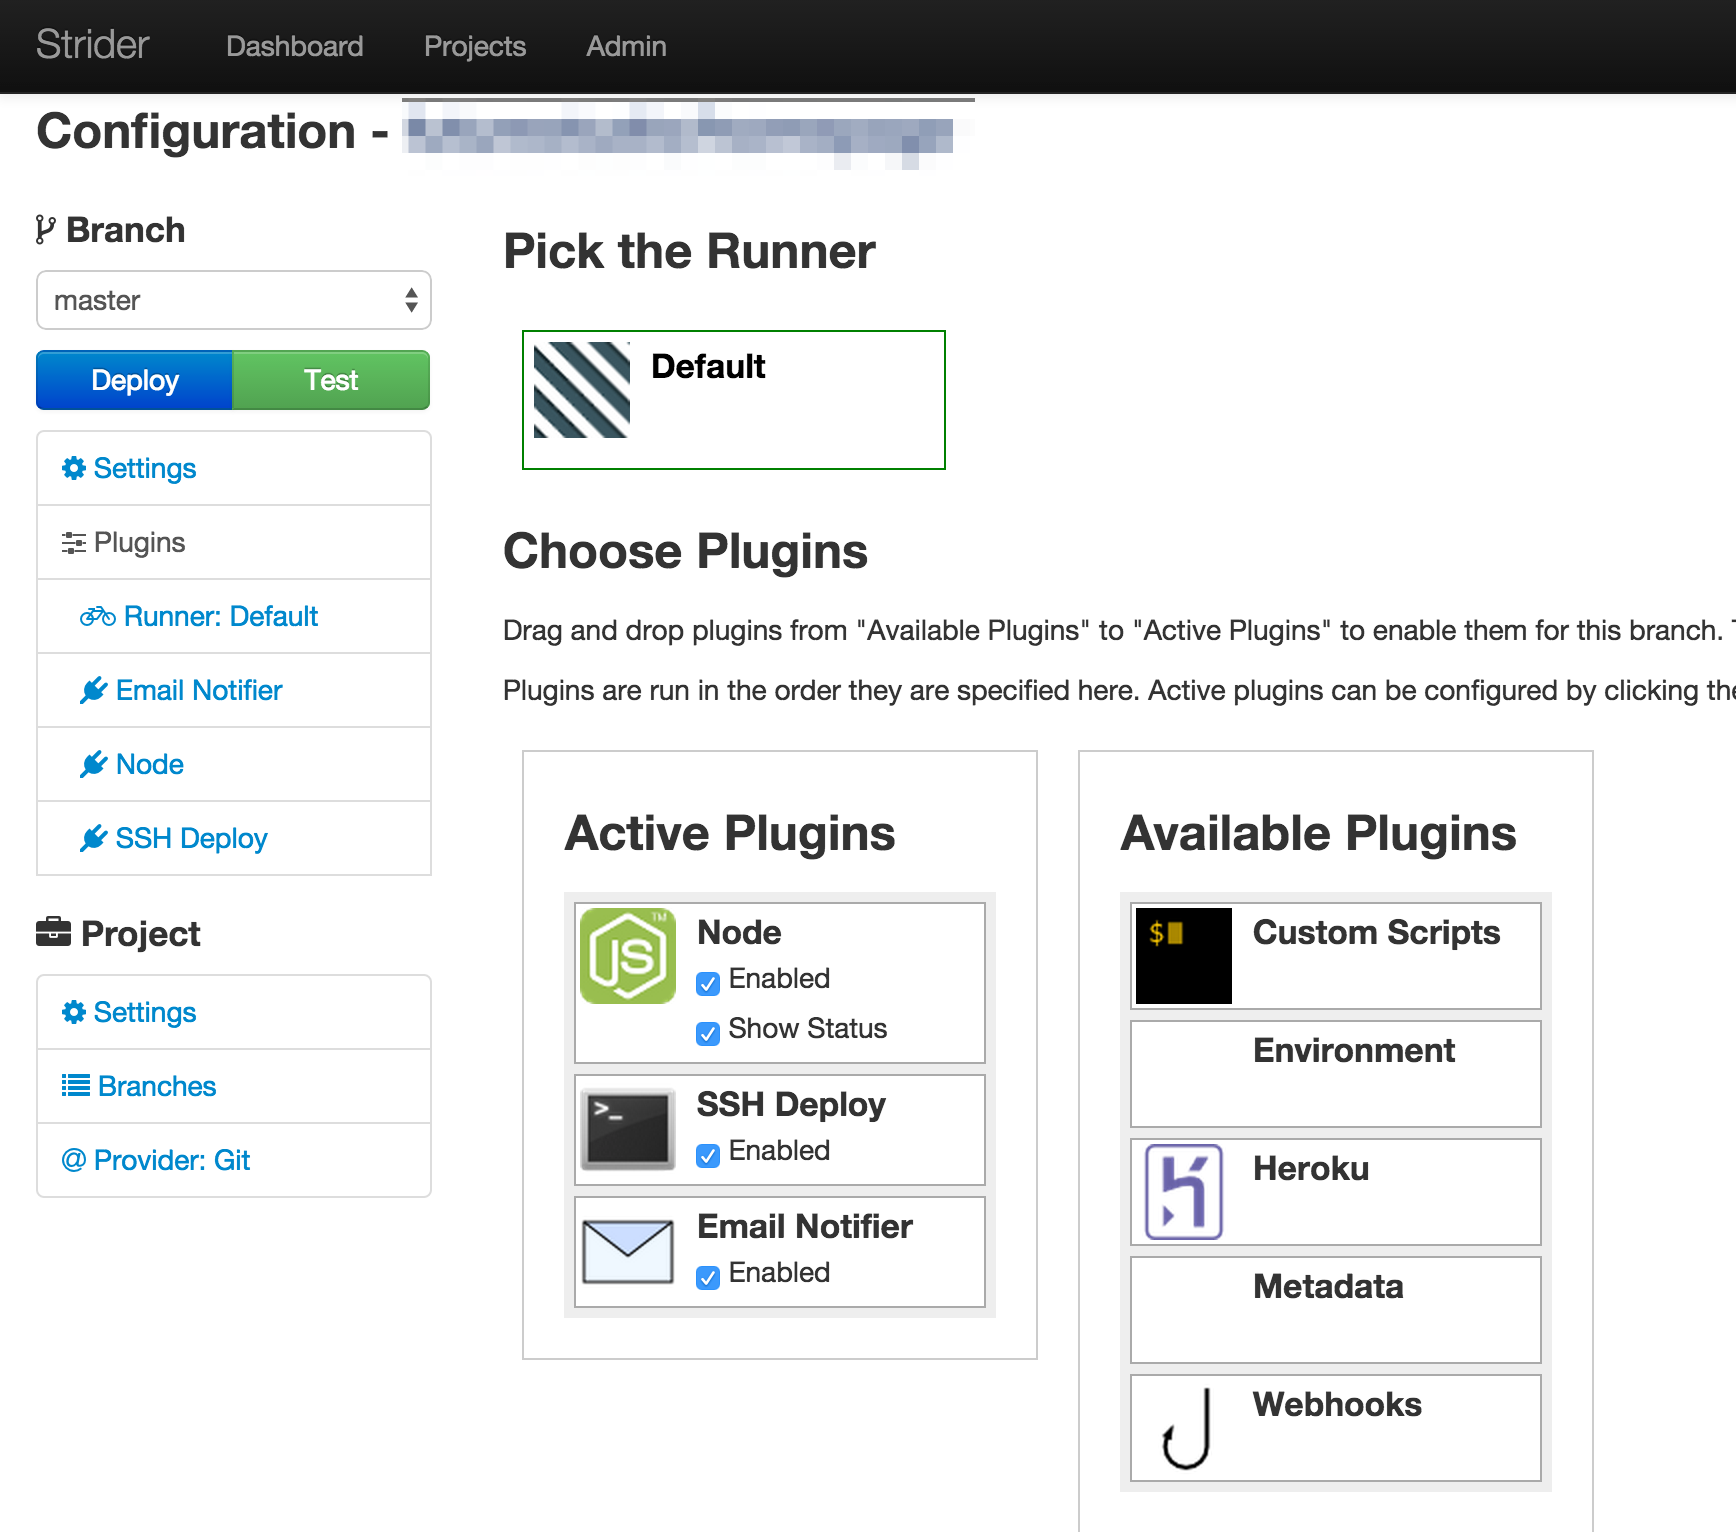 Strider Dashboard Projects Admin
Configuration -
Branch
master
Deploy Test
Settings
Plugins
Runner: Default
Email Notifier
Node
SSH Deploy
Project
Settings
Branches
@ Provider: Git
Pick the Runner
Default
Choose Plugins
Drag and drop plugins from "Available Plugins" to "Active Plugins" to enable them for this branch.
Plugins are run in the order they are specified here. Active plugins can be configured by clicking the
Active Plugins
JS TM
Node
Enabled
Show Status
>_
SSH Deploy
Enabled
Email Notifier
Enabled
Available Plugins
$
Custom Scripts
Environment
Heroku
Metadata
Webhooks